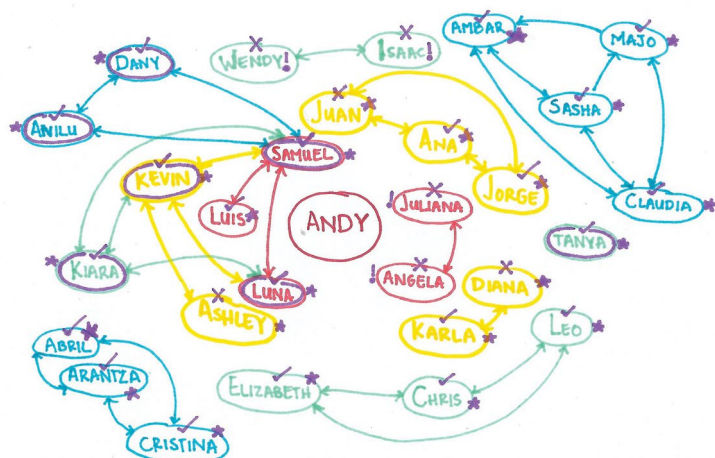 WENDY!
ISAAC!
AMBAR
MAJO
DANY
JUAN
SASHA
ANILU
SAMUEL
ANA
KEVIN
JORGE
CLAUDIA
LUIS
ANDY
!JULIANA
TANYA
KIARA
LUNA
!ANGELA
DIANA
ASHLEY
KARLA
LEO
ABRIL
ARANTZA
ELIZABETH
CHRIS
CRISTINA